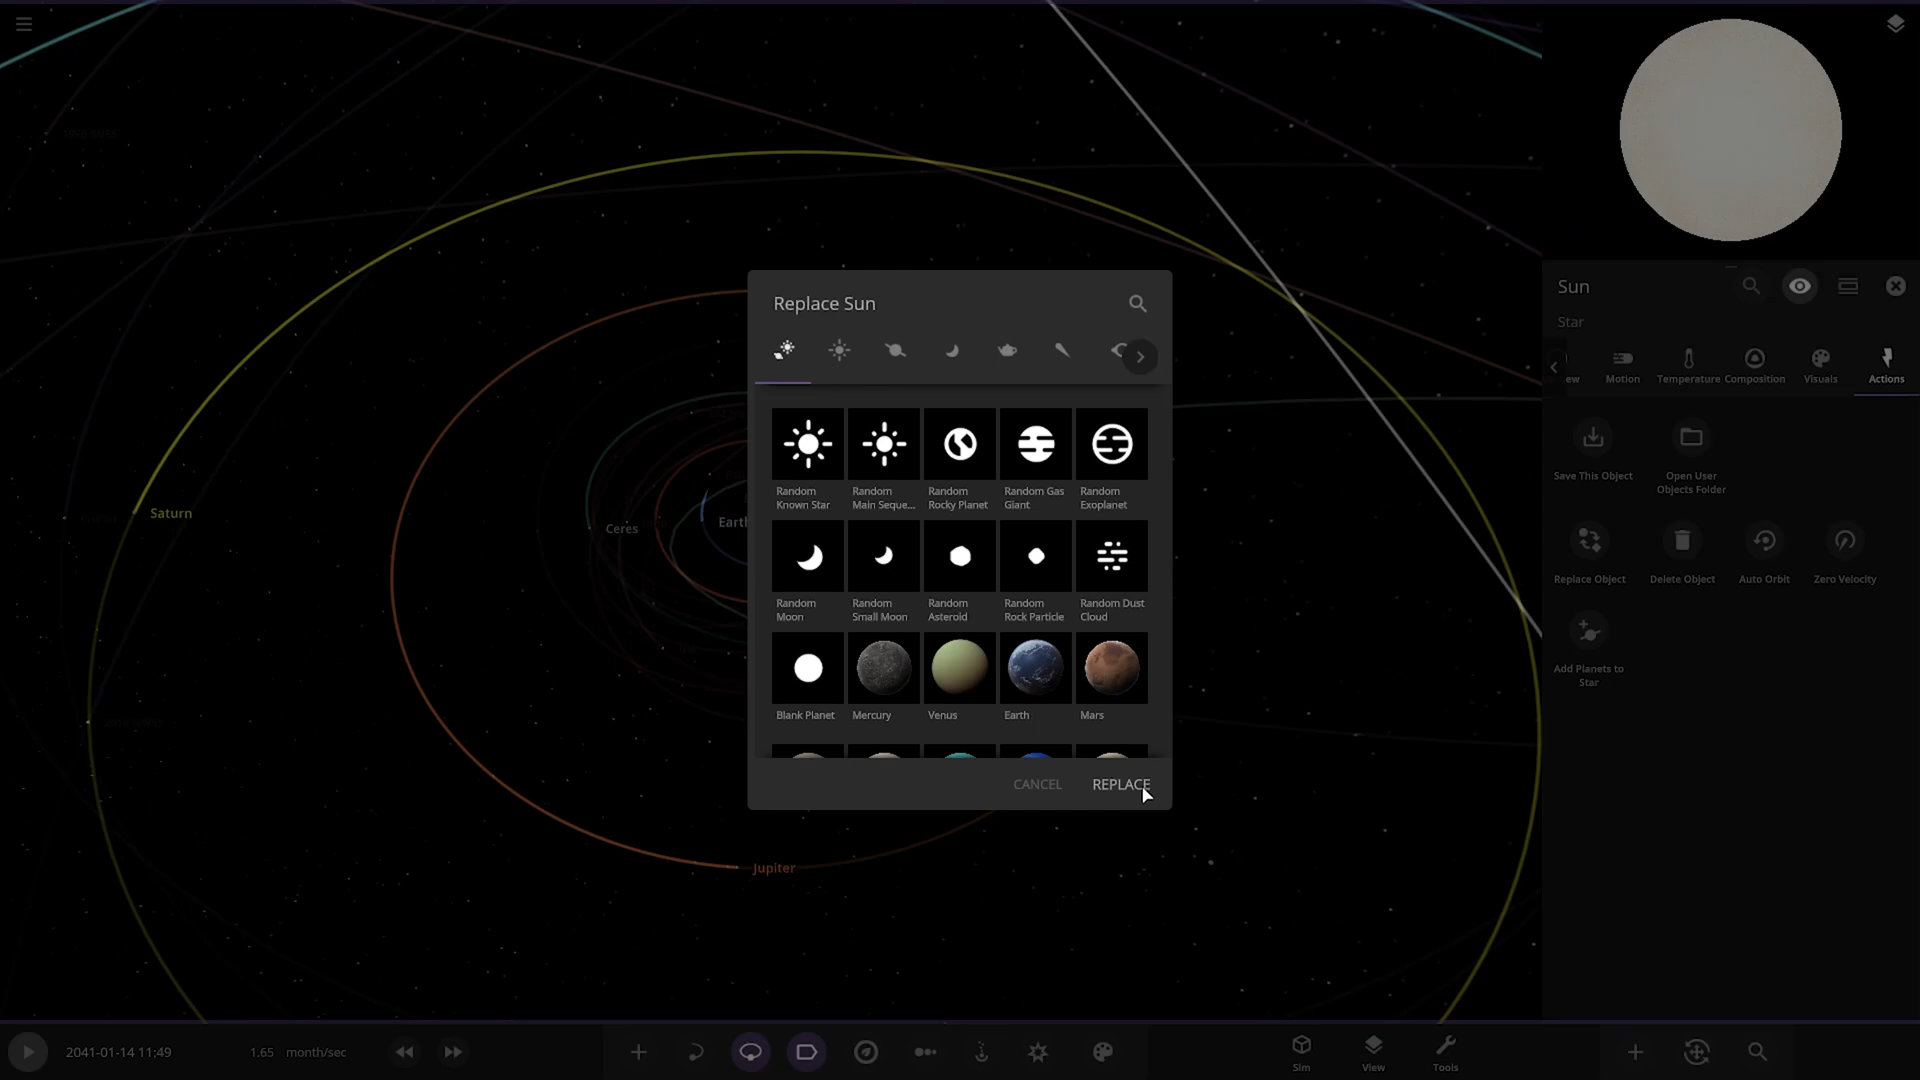 Replace Sun
Random Known Star
Random Main Seque...
Random Rocky Planet
Random Gas Giant
Random Exoplanet
Random Moon
Random Small Moon
Random Asteroid
Random Rock Particle
Random Dust Cloud
Blank Planet
Mercury
Venus
Earth
Mars
CANCEL
REPLACE
Saturn
Ceres
Earth
Jupiter
Sun
Star
ew
Motion
Temperature
Composition
Visuals
Actions
Save This Object
Open User Objects Folder
Replace Object
Delete Object
Auto Orbit
Zero Velocity
Add Planets to Star
2041-01-14 11:49
1.65 month/sec
Sim
View
Tools